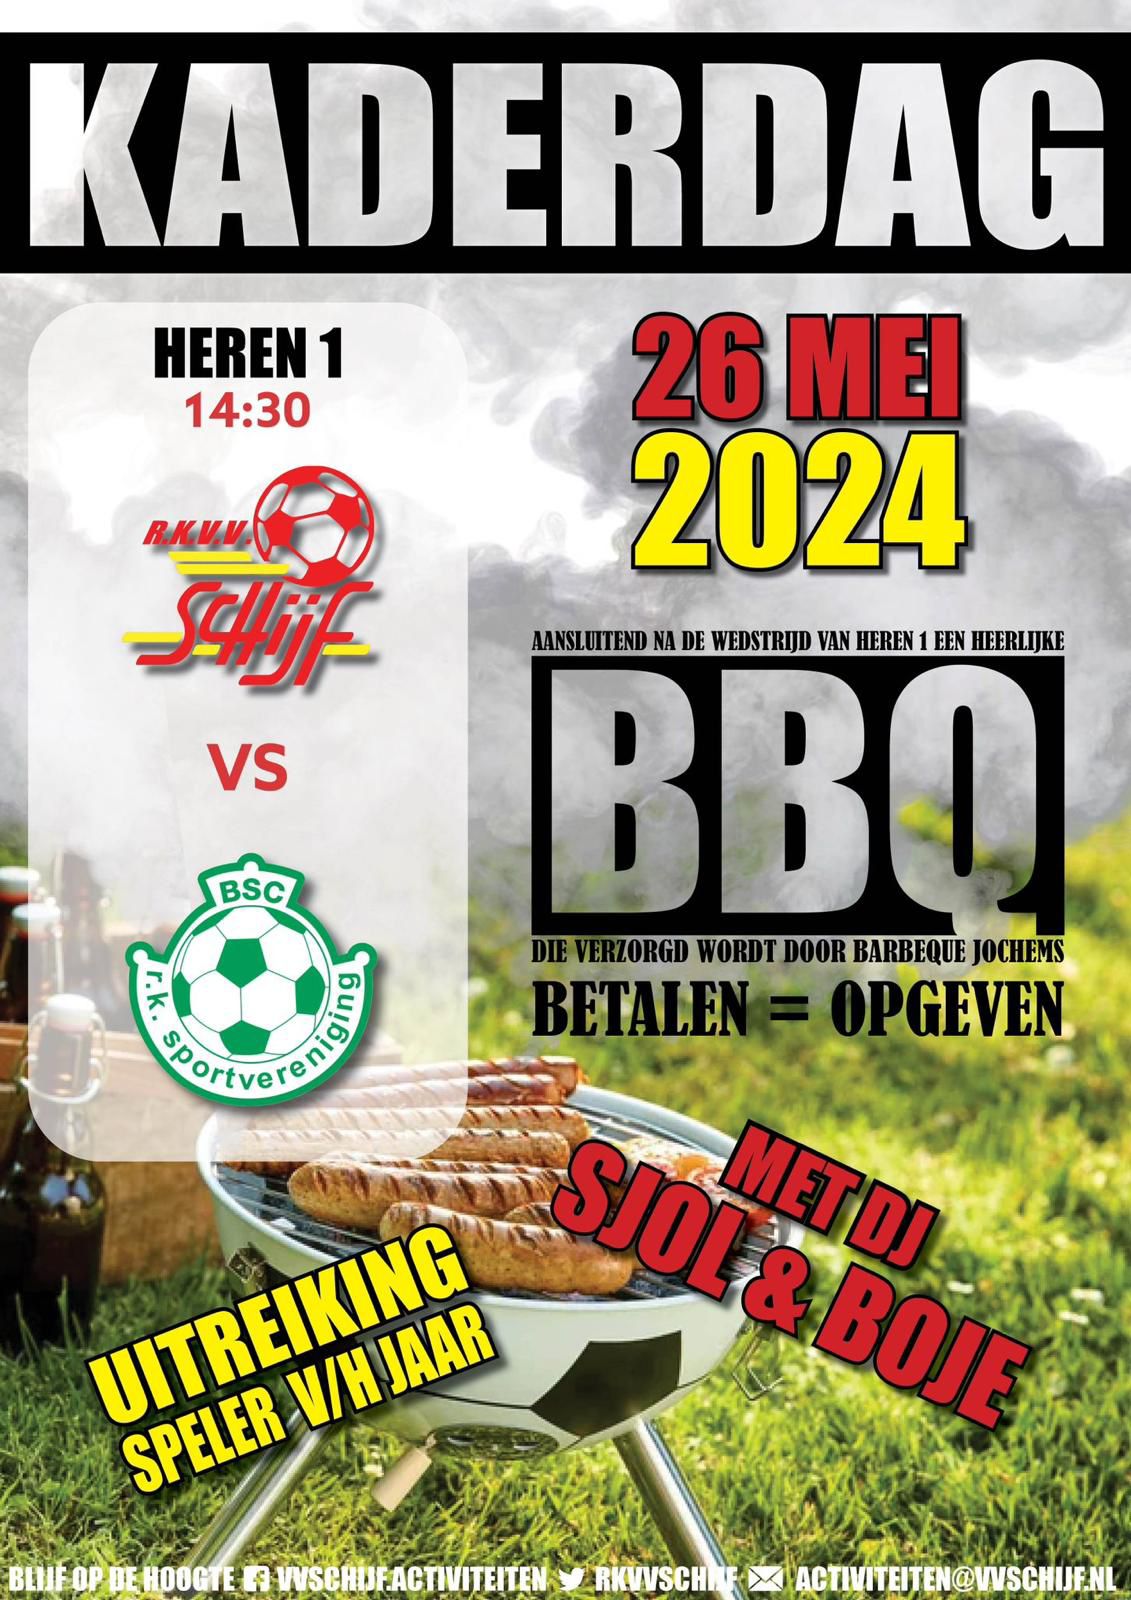 KADERDAG
HEREN 1
14:30
R.K.V.V.
SCHijF
VS
BSC
r.k. sportvereniging
26 MEI
2024
AANSLUITEND NA DE WEDSTRIJD VAN HEREN 1 EEN HEERLIJKE
BBQ
DIE VERZORGD WORDT DOOR BARBEQUE JOCHEMS
BETALEN = OPGEVEN
MET DJ
SJOL & BOJE
UITREIKING
SPELER V/H JAAR
BLIJF OP DE HOOGTE VVSCHIJF.ACTIVITEITEN RKVVSCHIJF ACTIVITEITEN@VVSCHIJF.NL